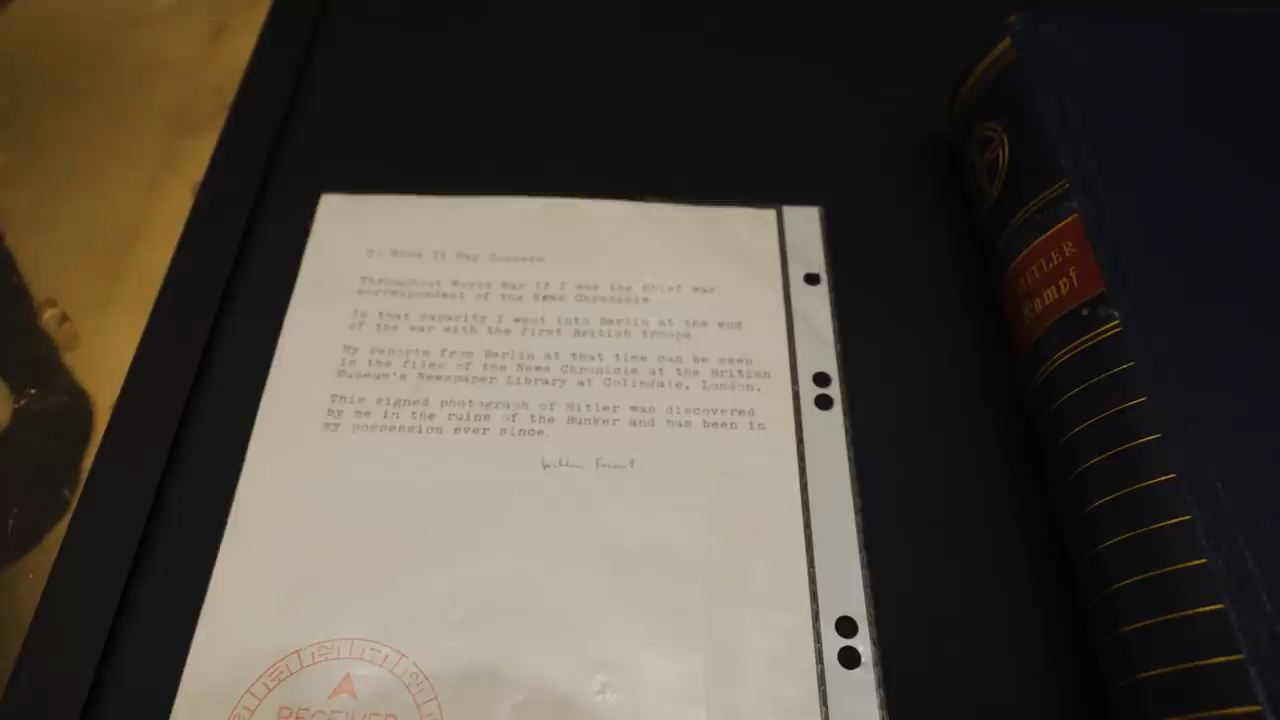 To Whom It May Concern
Throughout World War II I was the chief war
correspondent of the News Chronicle
In that capacity I went into Berlin at the end
of the war with the first British troops
My reports from Berlin at that time can be seen
in the files of the News Chronicle at the British
Museum's Newspaper Library at Colindale, London.
This signed photograph of Hitler was discovered
by me in the ruins of the Bunker and has been in
my possession ever since.
RECEIVED
HITLER
Kampf